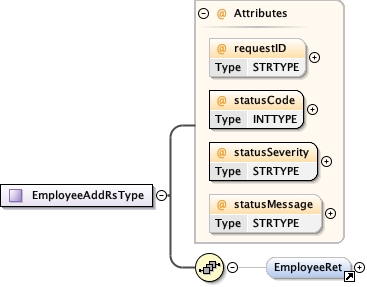 Attributes
@ requestID
Type STRTYPE
@ statusCode
Type INTTYPE
@ statusSeverity
Type STRTYPE
EmployeeAddRsType
@ statusMessage
Type STRTYPE
EmployeeRet